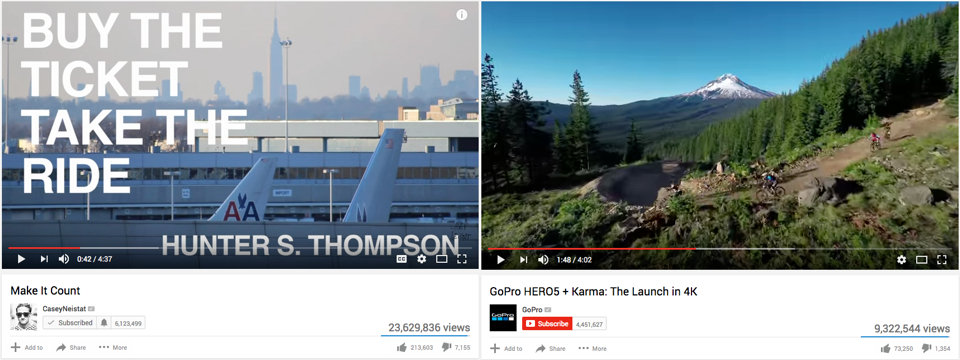 BUY THE
TICKET
TAKE THE
RIDE
AA
HUNTER S. THOMPSON
0:42 / 4:37
CC
Make It Count
CaseyNeistat
Subscribed 6,123,499
23,629,836 views
Add to Share More
213,603 7,155
1:48 / 4:02
GoPro HERO5 + Karma: The Launch in 4K
GoPro
GoPro
Subscribe 4,451,627
9,322,544 views
Add to Share More
73,250 1,354